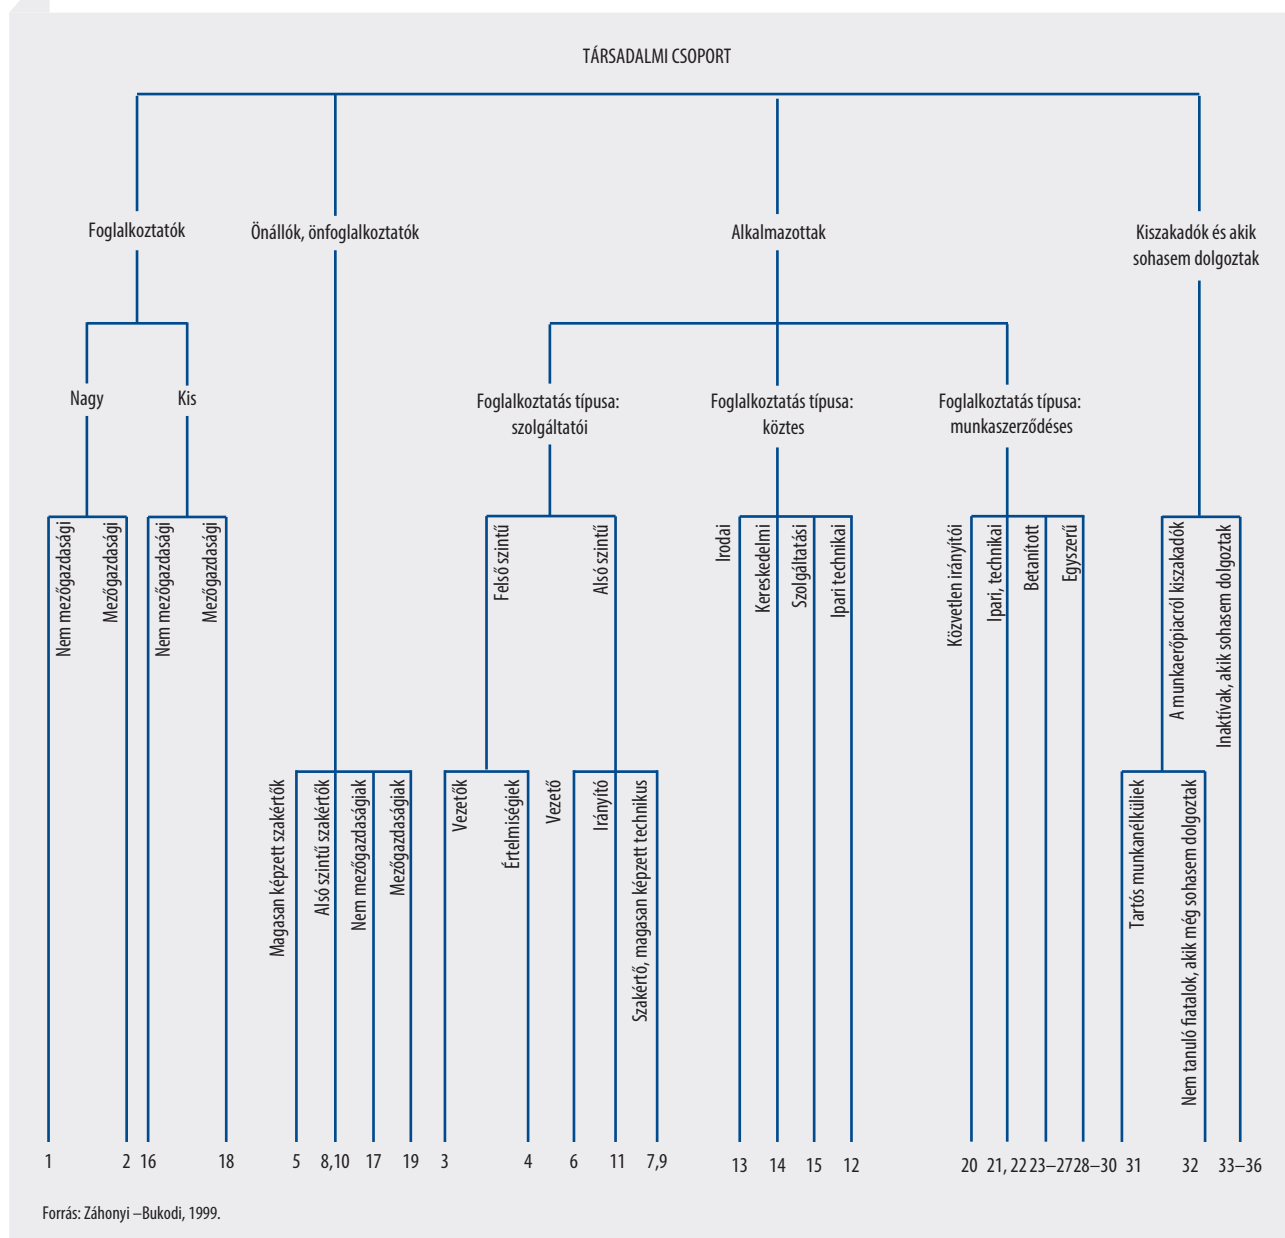 TÁRSADALMI CSOPORT
Foglalkoztatók
Önállók, önfoglalkoztatók
Alkalmazottak
Kiszakadók és akik
sohasem dolgoztak
Nagy
Kis
Foglalkoztatás típusa:
szolgáltatói
Foglalkoztatás típusa:
köztes
Foglalkoztatás típusa:
munkaszerződéses
Nem mezőgazdasági
Mezőgazdasági
Nem mezőgazdasági
Mezőgazdasági
Felső szintű
Alsó szintű
Irodai
Kereskedelmi
Szolgáltatási
Ipari technikai
Közvetlen irányítói
Ipari, technikai
Betanított
Egyszerű
A munkaerőpiacról kiszakadók
Inaktívak, akik sohasem dolgoztak
Magasan képzett szakértők
Alsó szintű szakértők
Nem mezőgazdaságiak
Mezőgazdaságiak
Vezetők
Értelmiségiek
Vezető
Irányító
Szakértő, magasan képzett technikus
Tartós munkanélküliek
Nem tanuló fiatalok, akik még sohasem dolgoztak
1 2 16 18 5 8,10 17 19 3 4 6 11 7,9 13 14 15 12 20 21, 22 23–27 28–30 31 32 33–36
Forrás: Záhonyi –Bukodi, 1999.